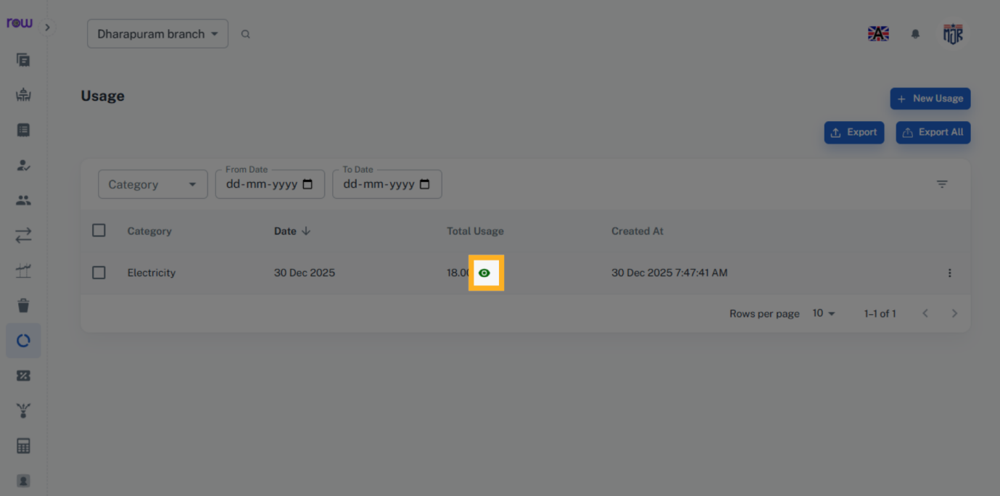 row
Dharapuram branch
A
MJR
Usage
New Usage
Export
Export All
Category
From Date
dd-mm-yyyy
To Date
dd-mm-yyyy
Category Date Total Usage Created At
Electricity 30 Dec 2025 18.00 30 Dec 2025 7:47:41 AM
Rows per page 10 1–1 of 1